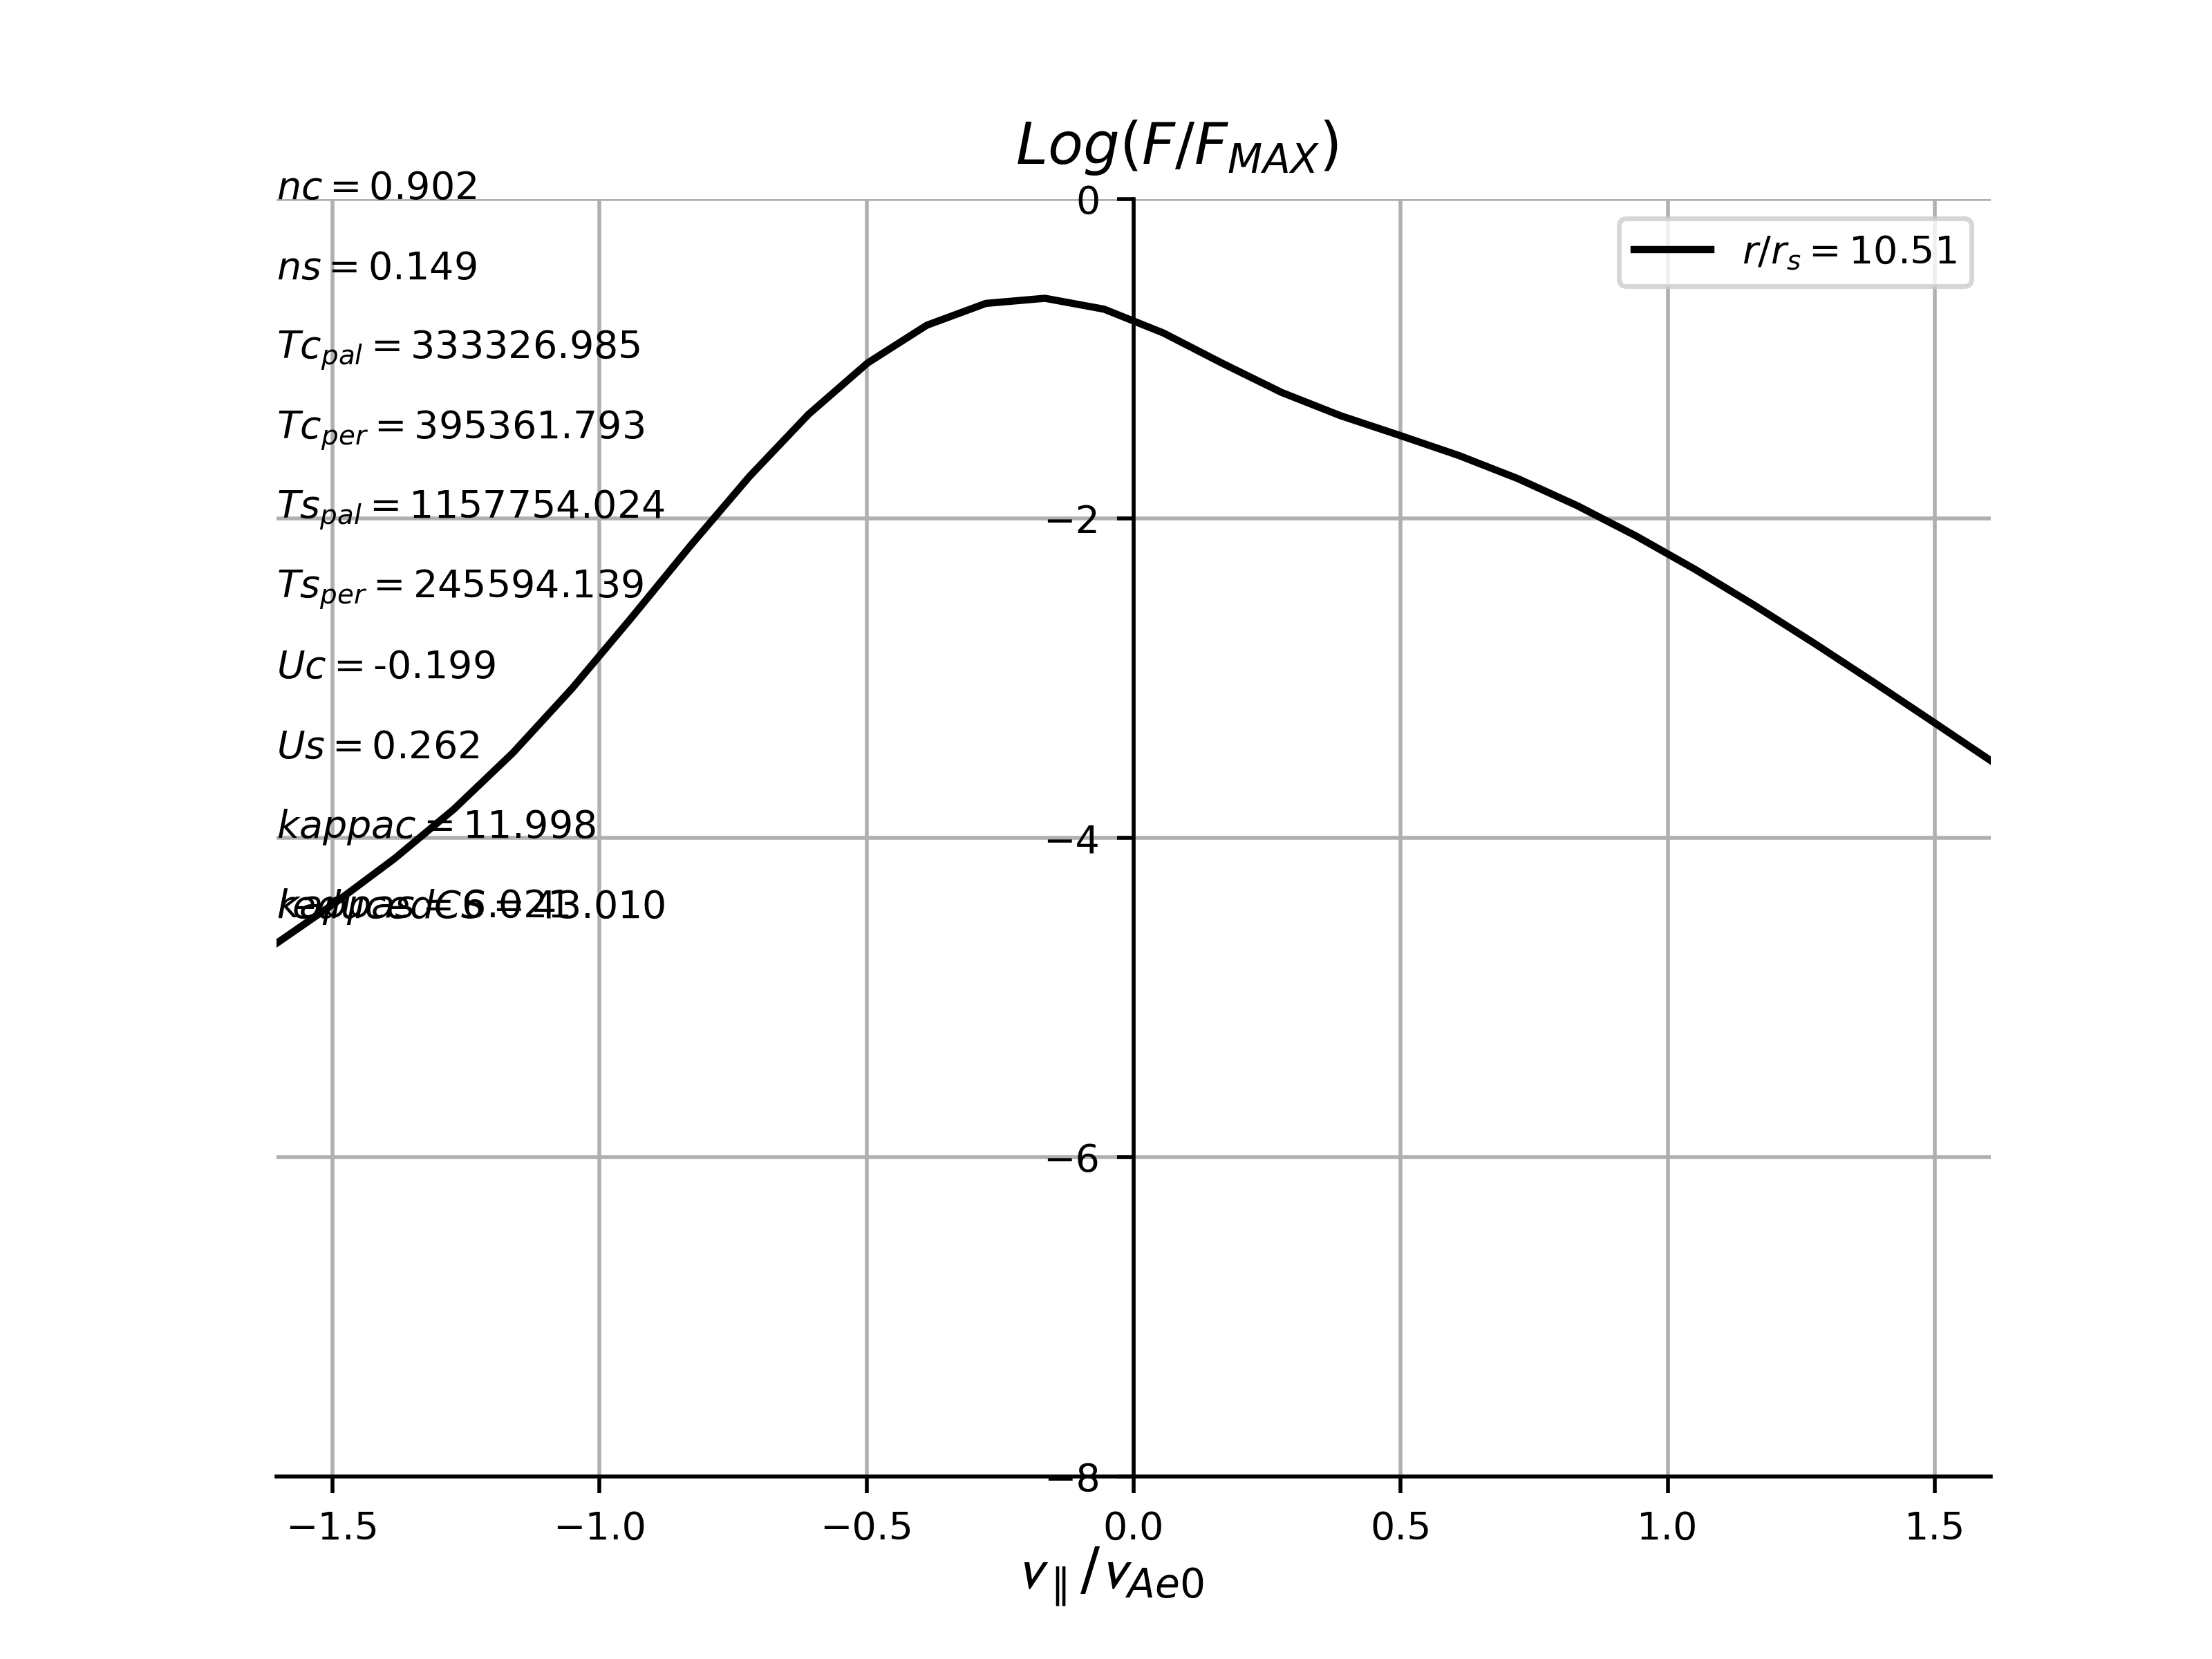 Log(F/F_MAX)
nc = 0.902
0
r/r_s = 10.51
ns = 0.149
Tc_pal = 333326.985
Tc_per = 395361.793
Ts_pal = 1157754.024
−2
Ts_per = 245594.139
Uc = -0.199
Us = 0.262
kappac = 11.998
−4
−6
−8
−1.5 −1.0 −0.5 0.0 0.5 1.0 1.5
v_∥/v_Ae0